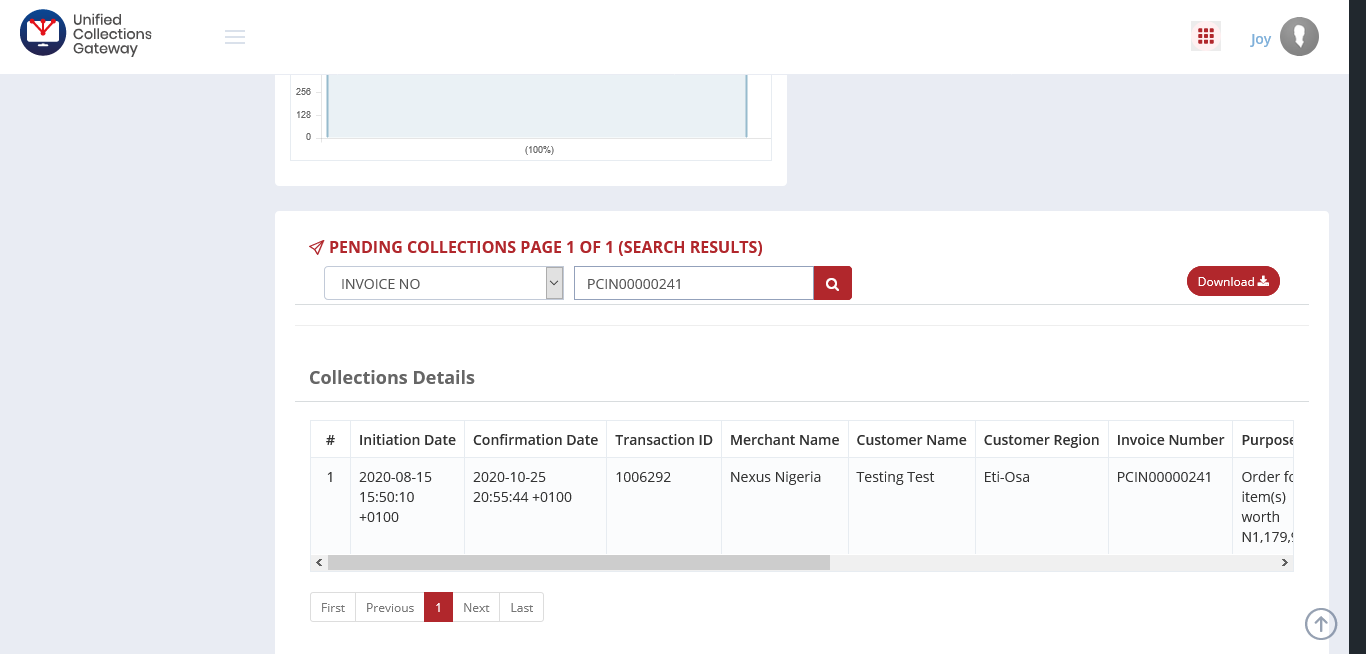 Unified
Collections
Gateway
Joy
256
128
0
(100%)
PENDING COLLECTIONS PAGE 1 OF 1 (SEARCH RESULTS)
INVOICE NO PCIN00000241 Download
Collections Details
# Initiation Date Confirmation Date Transaction ID Merchant Name Customer Name Customer Region Invoice Number Purpose
1 2020-08-15 2020-10-25 1006292 Nexus Nigeria Testing Test Eti-Osa PCIN00000241 Order fo
15:50:10 20:55:44 +0100 item(s)
+0100 worth
N1,179,9
First Previous 1 Next Last